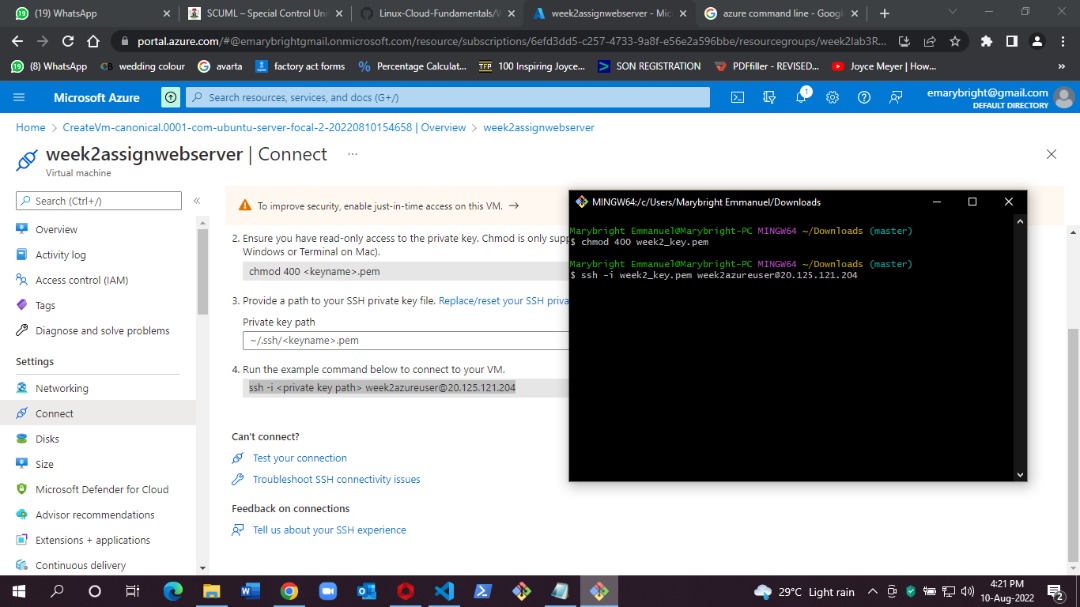 (19) WhatsApp
SCUML – Special Control Uni
Linux-Cloud-Fundamentals/
week2assignwebserver - Mic
azure command line - Googl
portal.azure.com/#@emarybrightgmail.onmicrosoft.com/resource/subscriptions/6efd3dd5-c257-4733-9a8f-e56e2a596bbe/resourcegroups/week2lab3R...
(8) WhatsApp
wedding colour
avarta
factory act forms
Percentage Calculat...
100 Inspiring Joyce...
SON REGISTRATION
PDFfiller - REVISED...
Joyce Meyer | How...
»
Microsoft Azure
Search resources, services, and docs (G+/)
1
emarybright@gmail.com
DEFAULT DIRECTORY
Home > CreateVm-canonical.0001-com-ubuntu-server-focal-2-20220810154658 | Overview > week2assignwebserver
week2assignwebserver | Connect ...
Virtual machine
Search (Ctrl+/)
«
Overview
Activity log
Access control (IAM)
Tags
Diagnose and solve problems
Settings
Networking
Connect
Disks
Size
Microsoft Defender for Cloud
Advisor recommendations
Extensions + applications
Continuous delivery
To improve security, enable just-in-time access on this VM. →
2. Ensure you have read-only access to the private key. Chmod is only supp
Windows or Terminal on Mac).
chmod 400 <keyname>.pem
3. Provide a path to your SSH private key file. Replace/reset your SSH priva
Private key path
~/.ssh/<keyname>.pem
4. Run the example command below to connect to your VM.
ssh -i <private key path> week2azureuser@20.125.121.204
Can't connect?
Test your connection
Troubleshoot SSH connectivity issues
Feedback on connections
Tell us about your SSH experience
MINGW64:/c/Users/Marybright Emmanuel/Downloads
Marybright Emmanuel@Marybright-PC MINGW64 ~/Downloads (master)
$ chmod 400 week2_key.pem
Marybright Emmanuel@Marybright-PC MINGW64 ~/Downloads (master)
$ ssh -i week2_key.pem week2azureuser@20.125.121.204
29°C Light rain
4:21 PM
10-Aug-2022
2